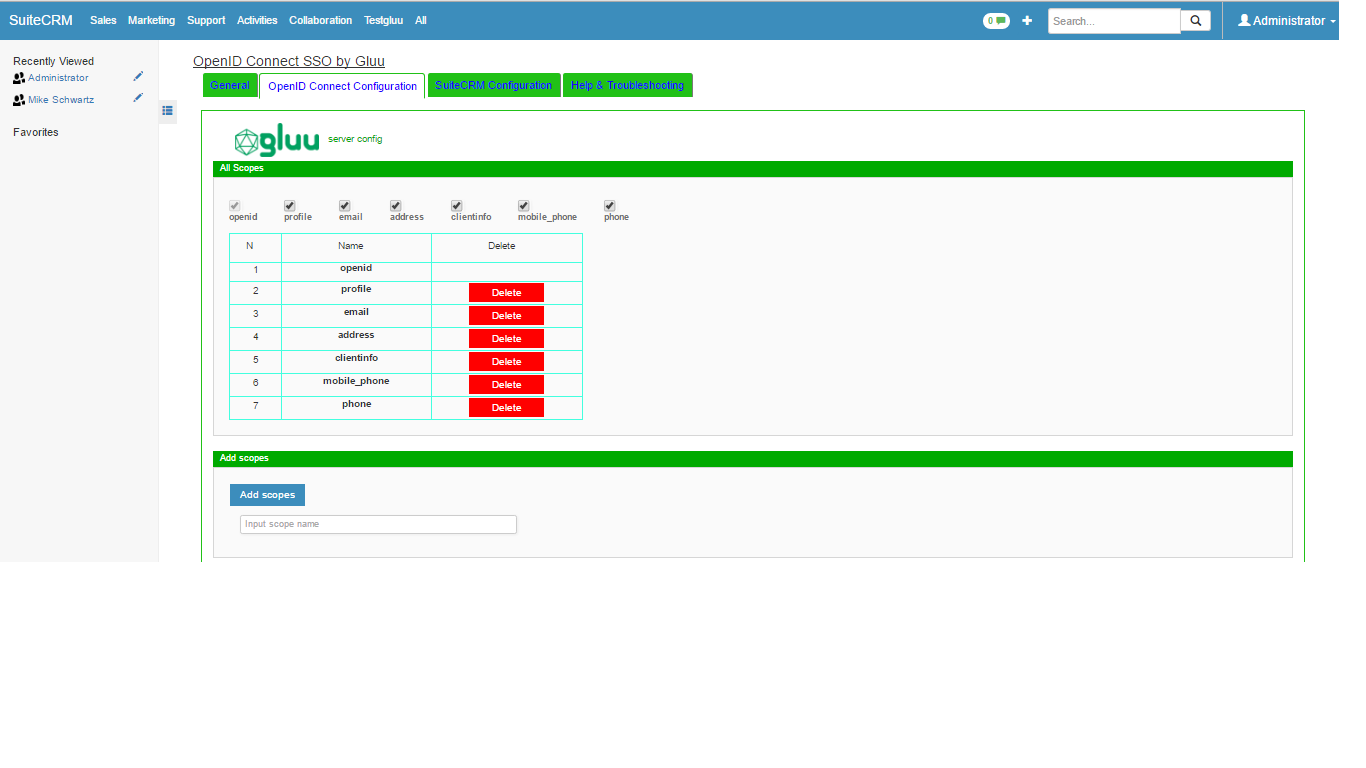 SuiteCRM Sales Marketing Support Activities Collaboration Testgluu All 0 Search... Administrator
Recently Viewed
Administrator
Mike Schwartz
Favorites
OpenID Connect SSO by Gluu
General OpenID Connect Configuration SuiteCRM Configuration Help & Troubleshooting
gluu server config
All Scopes
openid profile email address clientinfo mobile_phone phone
N Name Delete
1 openid
2 profile Delete
3 email Delete
4 address Delete
5 clientinfo Delete
6 mobile_phone Delete
7 phone Delete
Add scopes
Add scopes
Input scope name